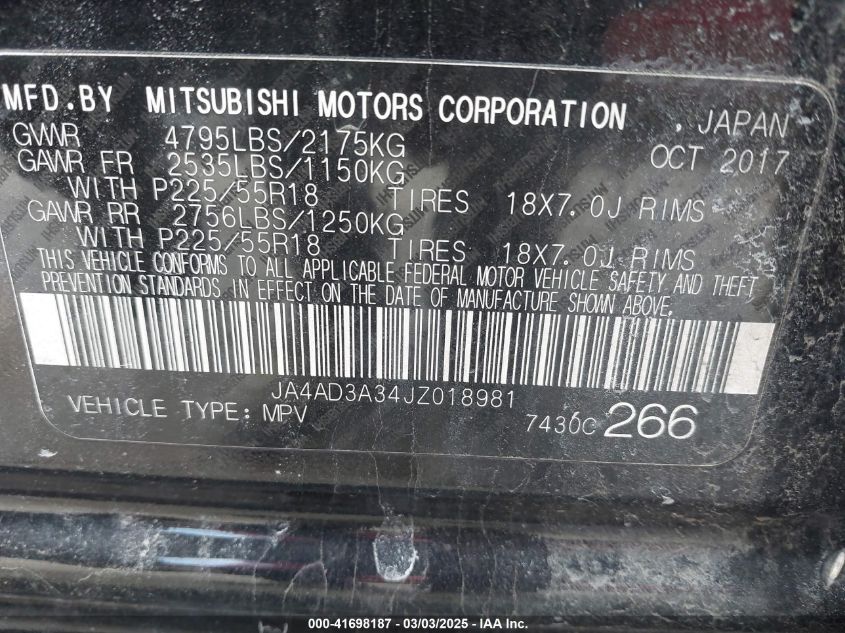 MFD.BY MITSUBISHI MOTORS CORPORATION , JAPAN
GVWR 4795LBS/2175KG OCT 2017
GAWR FR 2535LBS/1150KG
WITH P225/55R18 TIRES 18X7.0J RIMS
GAWR RR 2756LBS/1250KG
WITH P225/55R18 TIRES 18X7.0J RIMS
THIS VEHICLE CONFORMS TO ALL APPLICABLE FEDERAL MOTOR VEHICLE SAFETY AND THEFT
PREVENTION STANDARDS IN EFFECT ON THE DATE OF MANUFACTURE SHOWN ABOVE.
JA4AD3A34JZ018981
VEHICLE TYPE: MPV 7430C 266
000-41698187 - 03/03/2025 - IAA Inc.